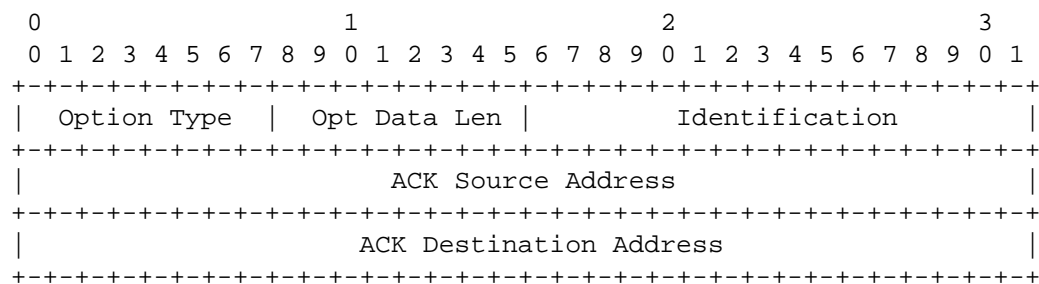 0                   1                   2                   3
 0 1 2 3 4 5 6 7 8 9 0 1 2 3 4 5 6 7 8 9 0 1 2 3 4 5 6 7 8 9 0 1
+-+-+-+-+-+-+-+-+-+-+-+-+-+-+-+-+-+-+-+-+-+-+-+-+-+-+-+-+-+-+-+-+
|  Option Type  | Opt Data Len  |         Identification        |
+-+-+-+-+-+-+-+-+-+-+-+-+-+-+-+-+-+-+-+-+-+-+-+-+-+-+-+-+-+-+-+-+
|                       ACK Source Address                      |
+-+-+-+-+-+-+-+-+-+-+-+-+-+-+-+-+-+-+-+-+-+-+-+-+-+-+-+-+-+-+-+-+
|                     ACK Destination Address                   |
+-+-+-+-+-+-+-+-+-+-+-+-+-+-+-+-+-+-+-+-+-+-+-+-+-+-+-+-+-+-+-+-+